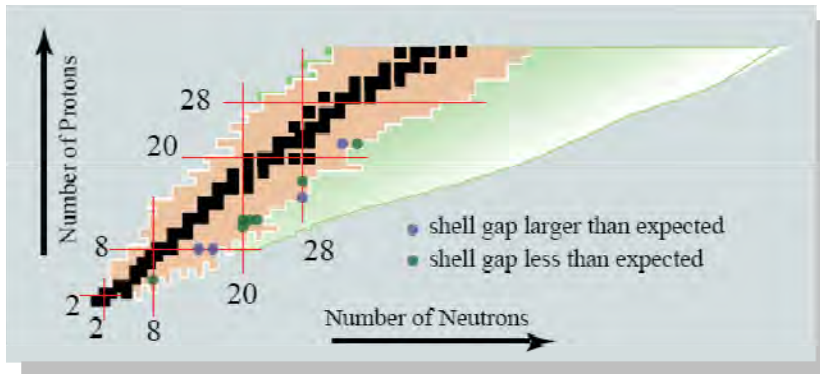 Number of Protons
28
20
8
2
2
8
20
28
shell gap larger than expected
shell gap less than expected
Number of Neutrons